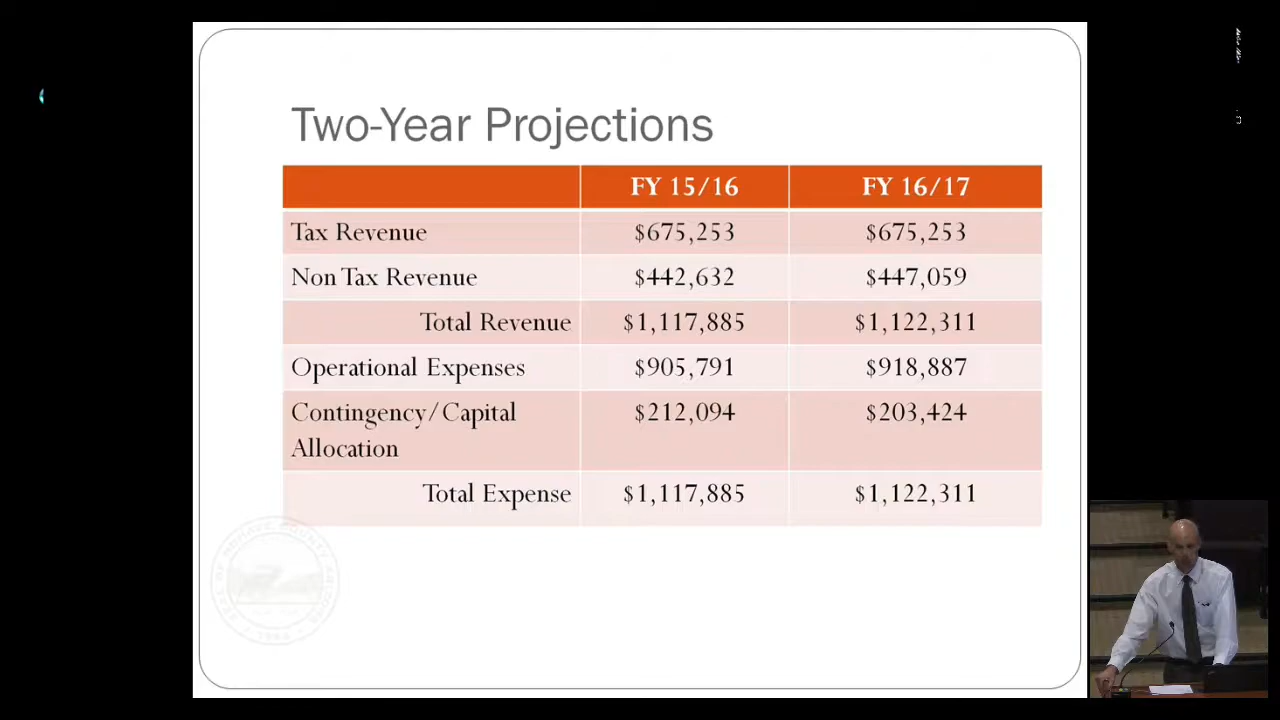 Two-Year Projections
FY 15/16 FY 16/17
Tax Revenue $675,253 $675,253
Non Tax Revenue $442,632 $447,059
Total Revenue $1,117,885 $1,122,311
Operational Expenses $905,791 $918,887
Contingency/Capital $212,094 $203,424
Allocation
Total Expense $1,117,885 $1,122,311